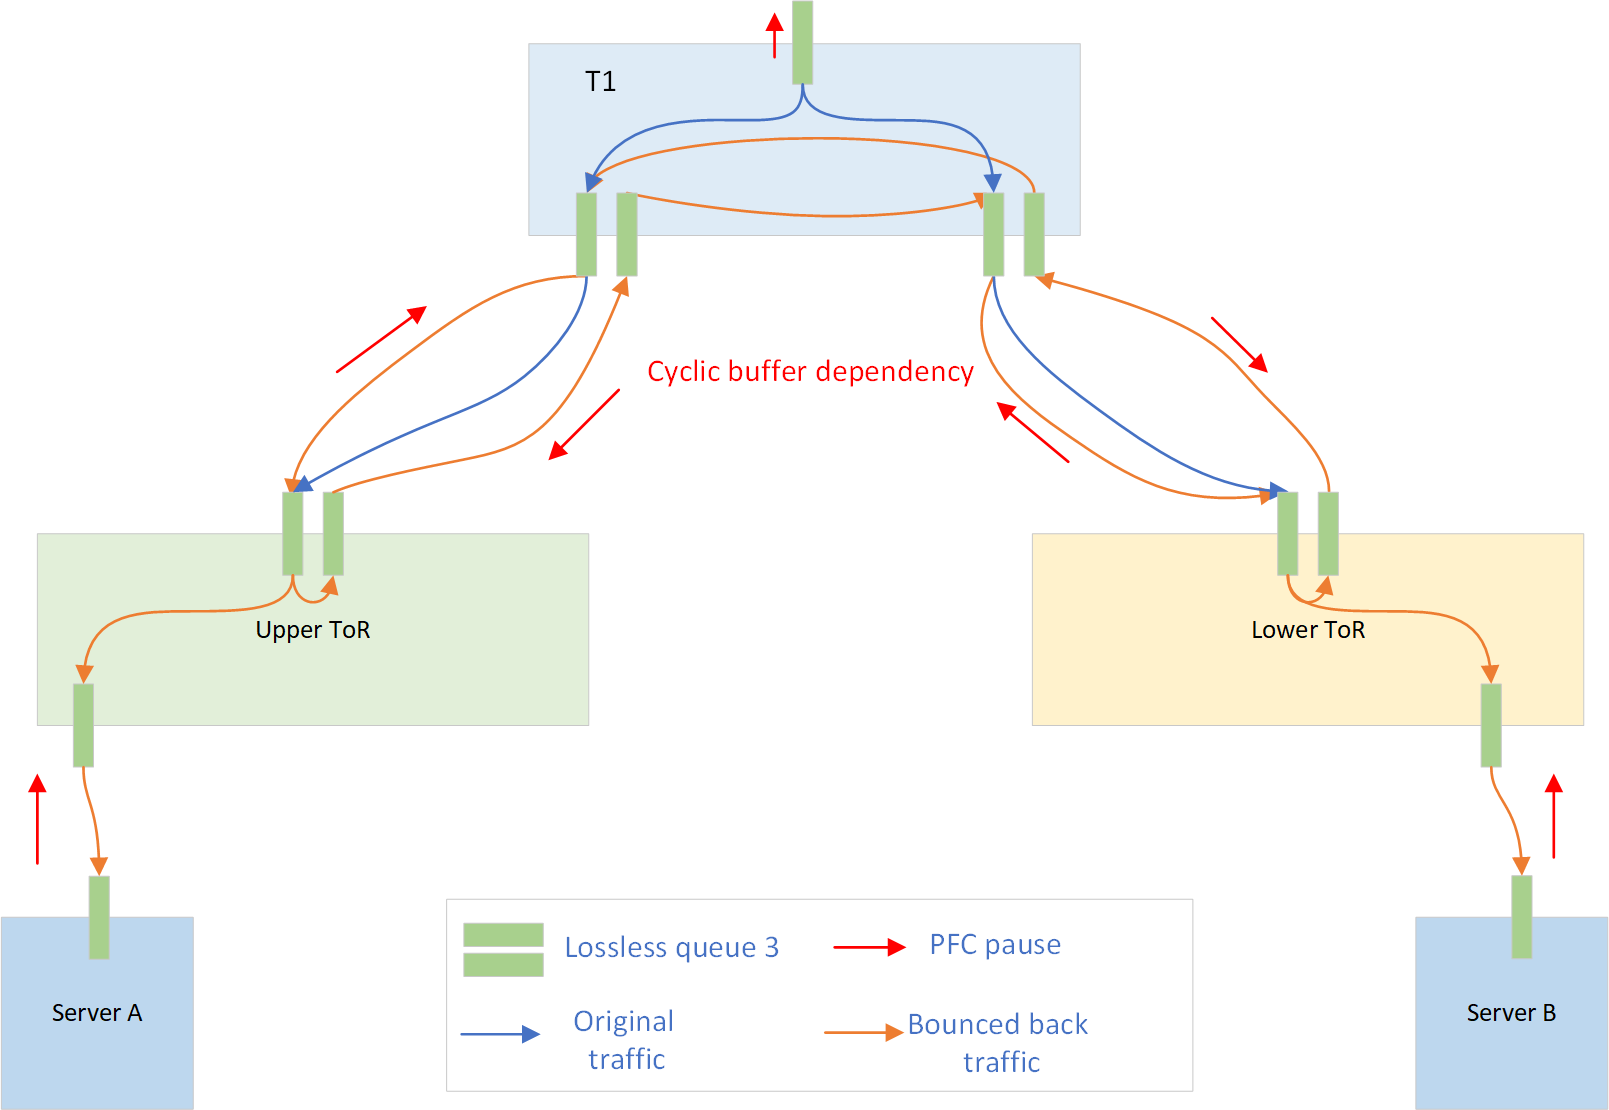 T1
Cyclic buffer dependency
Upper ToR
Lower ToR
Lossless queue 3
PFC pause
Original
traffic
Bounced back
traffic
Server A
Server B